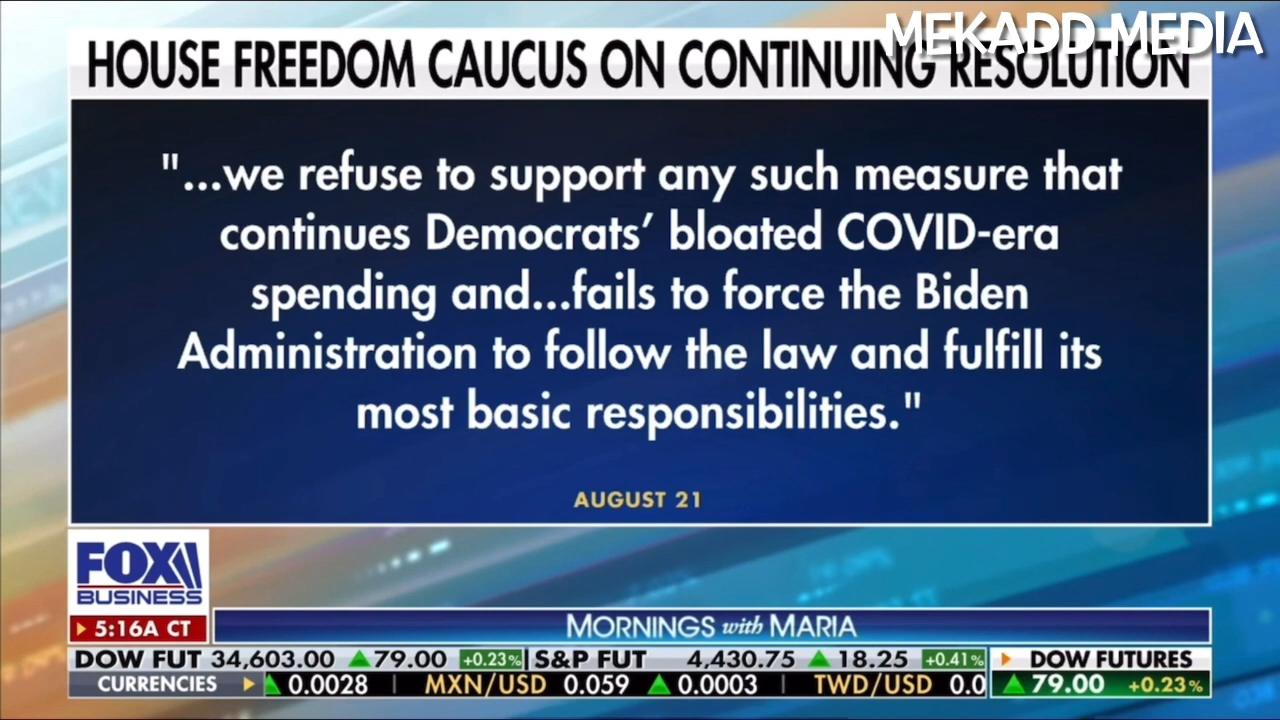 MEKADD MEDIA
HOUSE FREEDOM CAUCUS ON CONTINUING RESOLUTION
"...we refuse to support any such measure that
continues Democrats’ bloated COVID-era
spending and...fails to force the Biden
Administration to follow the law and fulfill its
most basic responsibilities."
AUGUST 21
FOX
BUSINESS
5:16A CT
MORNINGS with MARIA
DOW FUT 34,603.00 ▲79.00 +0.23% S&P FUT 4,430.75 ▲18.25 +0.41%
DOW FUTURES
CURRENCIES ▲0.0028 MXN/USD 0.059 ▲0.0003 TWD/USD 0.0
▲79.00 +0.23%